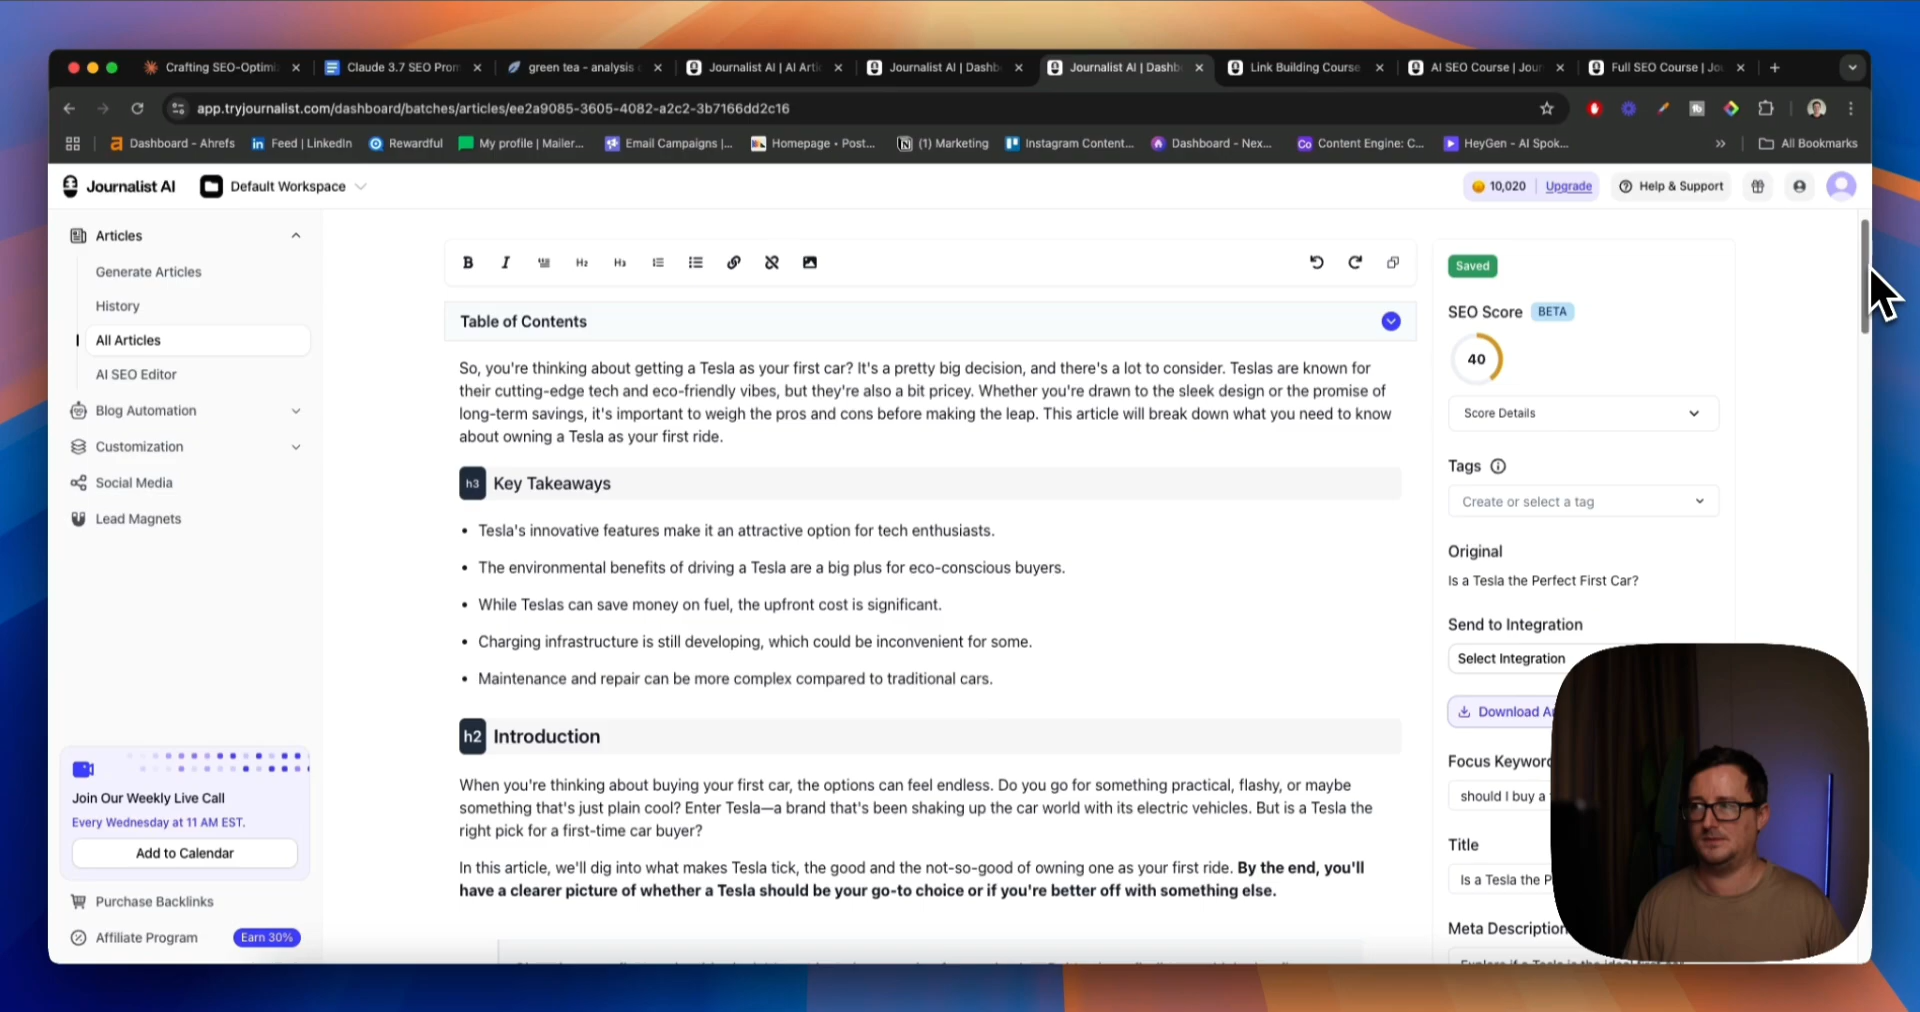 Crafting SEO-Optimi
Claude 3.7 SEO Pron
green tea - analysis
Journalist AI | AI Arti
Journalist AI | Dashb
Journalist AI | Dashb
Link Building Course
AI SEO Course | Jour
Full SEO Course | Jou
app.tryjournalist.com/dashboard/batches/articles/ee2a9085-3605-4082-a2c2-3b7166dd2c16
Dashboard - Ahrefs
Feed | LinkedIn
Rewardful
My profile | Mailer...
Email Campaigns |...
Homepage • Post...
(1) Marketing
Instagram Content...
Dashboard - Nex...
Content Engine: C...
HeyGen - AI Spok...
All Bookmarks
Journalist AI
Default Workspace
10,020
Upgrade
Help & Support
Articles
Generate Articles
History
All Articles
AI SEO Editor
Blog Automation
Customization
Social Media
Lead Magnets
Join Our Weekly Live Call
Every Wednesday at 11 AM EST.
Add to Calendar
Purchase Backlinks
Affiliate Program
Earn 30%
B I H2 H3
Table of Contents
So, you're thinking about getting a Tesla as your first car? It's a pretty big decision, and there's a lot to consider. Teslas are known for
their cutting-edge tech and eco-friendly vibes, but they're also a bit pricey. Whether you're drawn to the sleek design or the promise of
long-term savings, it's important to weigh the pros and cons before making the leap. This article will break down what you need to know
about owning a Tesla as your first ride.
h3 Key Takeaways
• Tesla's innovative features make it an attractive option for tech enthusiasts.
• The environmental benefits of driving a Tesla are a big plus for eco-conscious buyers.
• While Teslas can save money on fuel, the upfront cost is significant.
• Charging infrastructure is still developing, which could be inconvenient for some.
• Maintenance and repair can be more complex compared to traditional cars.
h2 Introduction
When you're thinking about buying your first car, the options can feel endless. Do you go for something practical, flashy, or maybe
something that's just plain cool? Enter Tesla—a brand that's been shaking up the car world with its electric vehicles. But is a Tesla the
right pick for a first-time car buyer?
In this article, we'll dig into what makes Tesla tick, the good and the not-so-good of owning one as your first ride. By the end, you'll
have a clearer picture of whether a Tesla should be your go-to choice or if you're better off with something else.
Saved
SEO Score BETA
40
Score Details
Tags
Create or select a tag
Original
Is a Tesla the Perfect First Car?
Send to Integration
Select Integration
Download
Focus Keyword
should I buy a
Title
Is a Tesla the P
Meta Description